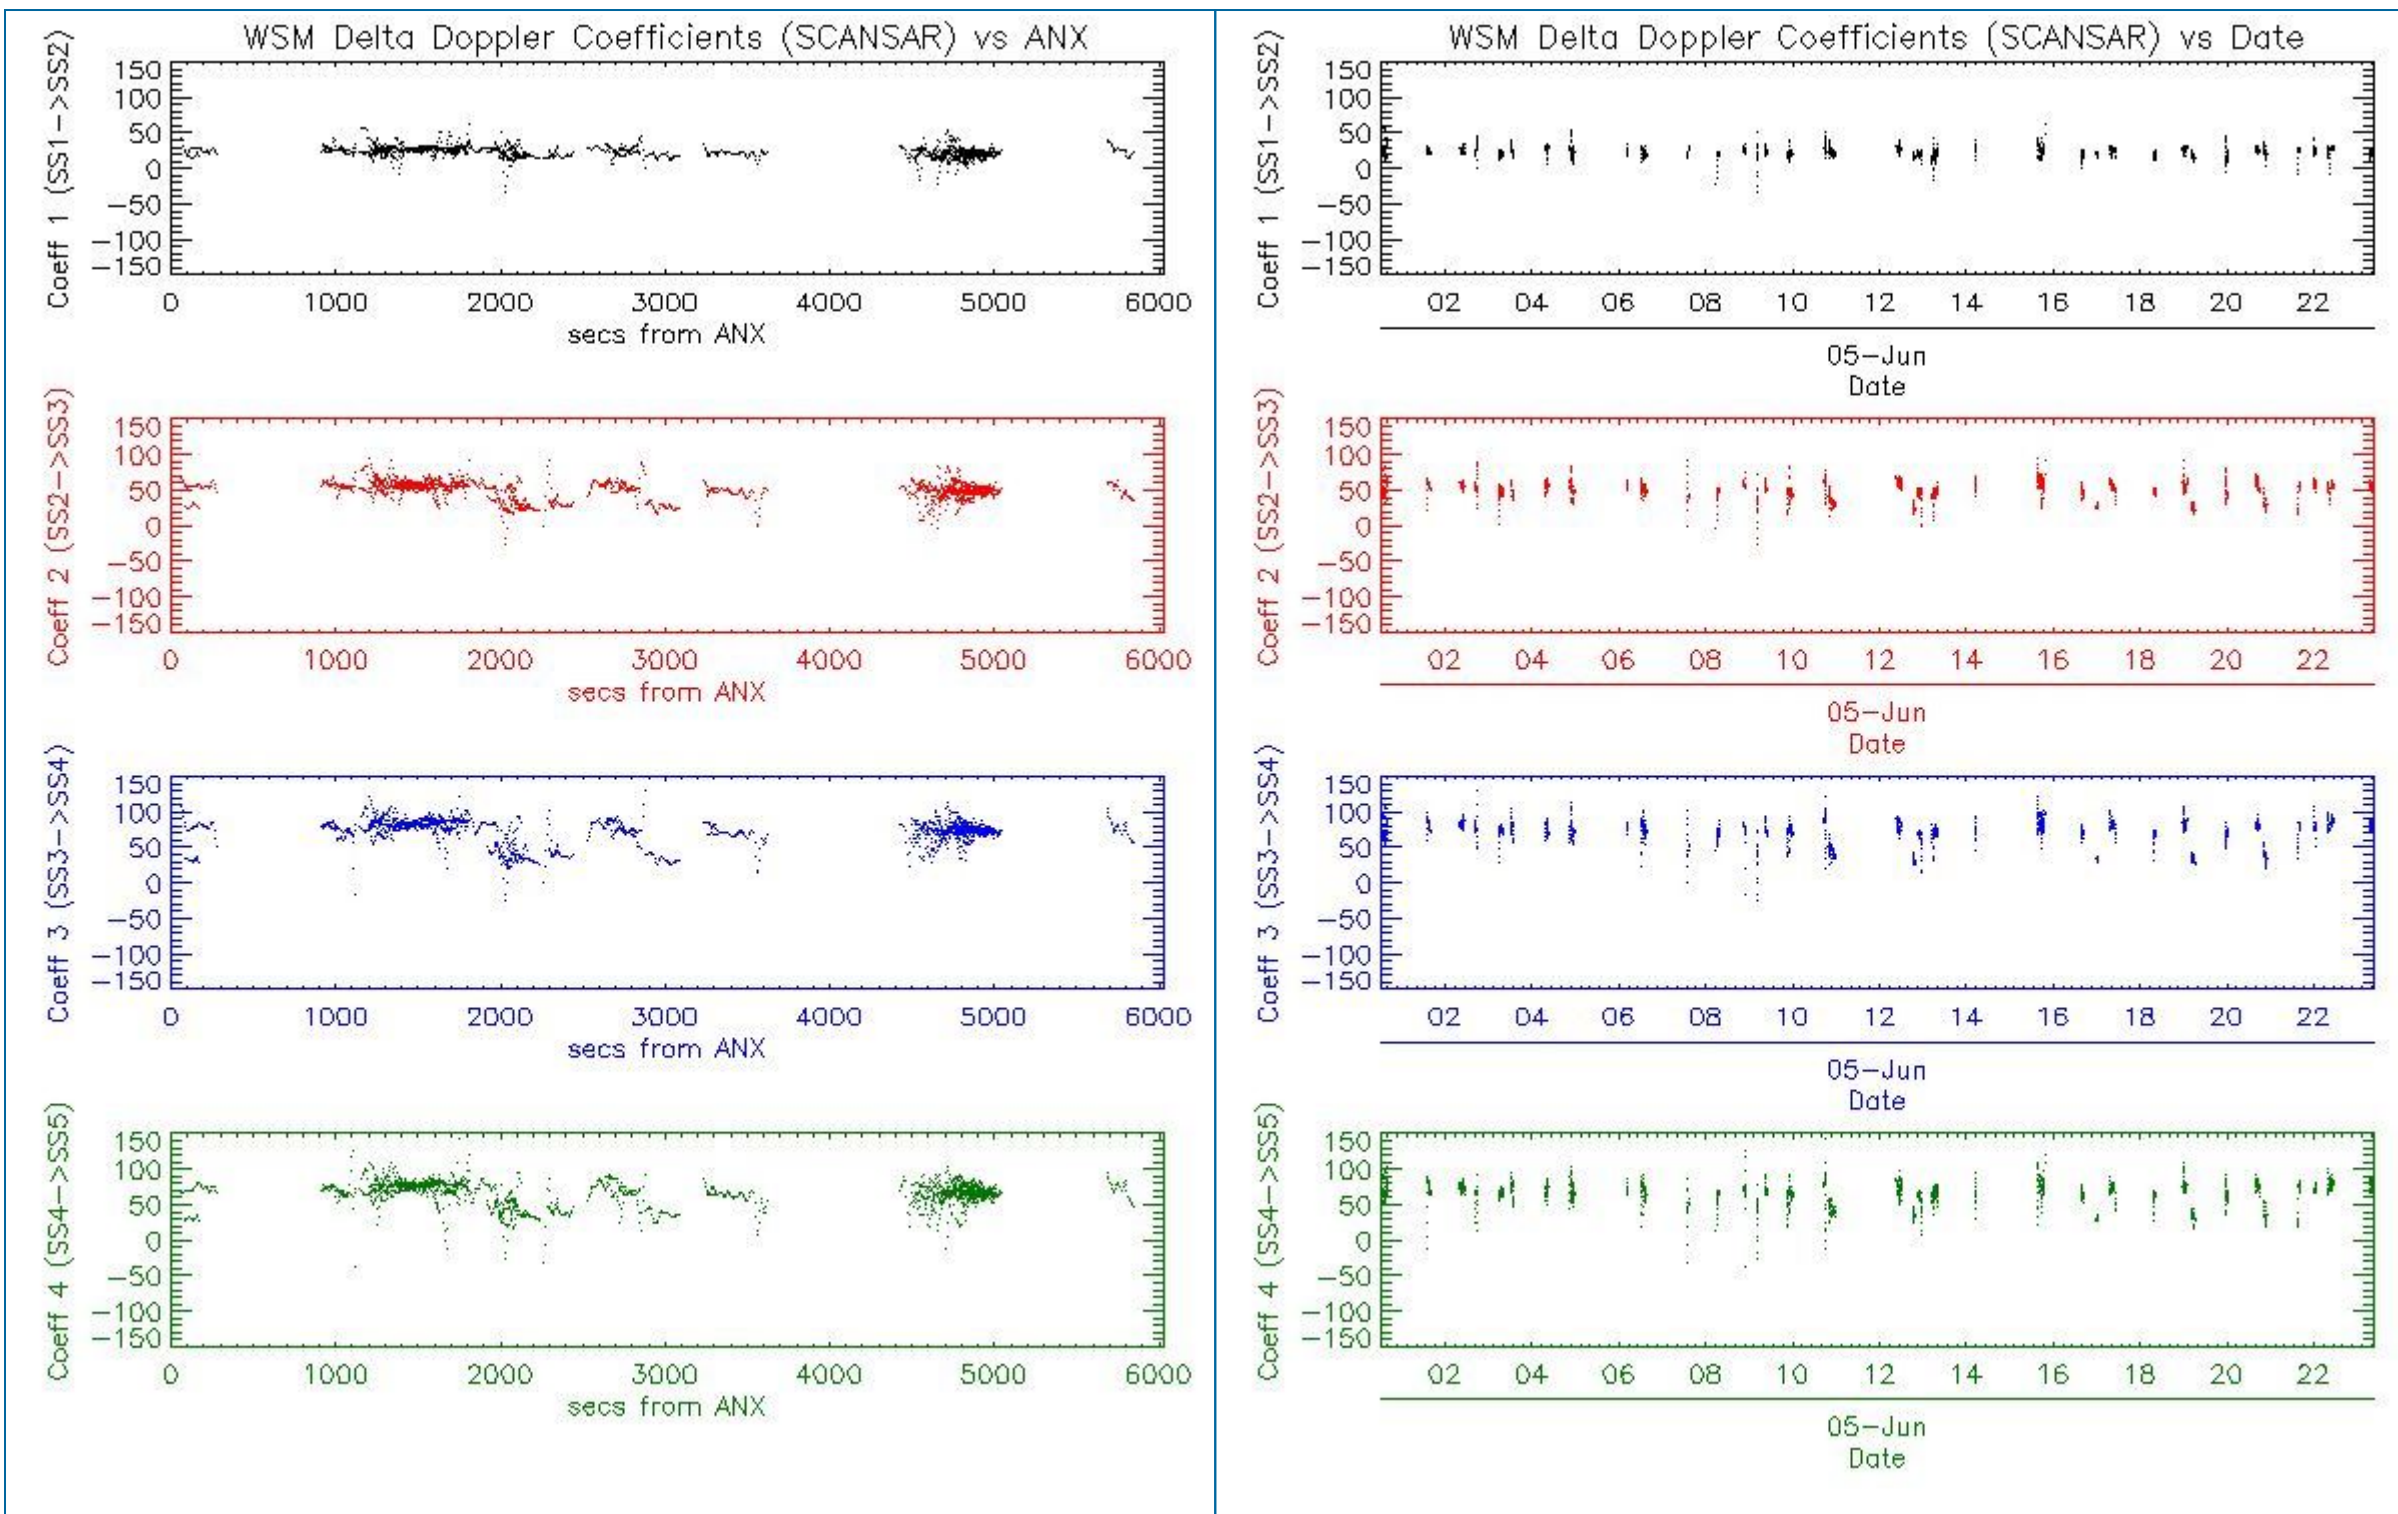 WSM Delta Doppler Coefficients (SCANSAR) vs ANX
Coeff 1 (SS1->SS2)
150
100
50
0
-50
-100
-150
0 1000 2000 3000 4000 5000 6000
secs from ANX
Coeff 2 (SS2->SS3)
150
100
50
0
-50
-100
-150
0 1000 2000 3000 4000 5000 6000
secs from ANX
Coeff 3 (SS3->SS4)
150
100
50
0
-50
-100
-150
0 1000 2000 3000 4000 5000 6000
secs from ANX
Coeff 4 (SS4->SS5)
150
100
50
0
-50
-100
-150
0 1000 2000 3000 4000 5000 6000
secs from ANX
WSM Delta Doppler Coefficients (SCANSAR) vs Date
Coeff 1 (SS1->SS2)
150
100
50
0
-50
-100
-150
02 04 06 08 10 12 14 16 18 20 22
05-Jun
Date
Coeff 2 (SS2->SS3)
150
100
50
0
-50
-100
-150
02 04 06 08 10 12 14 16 18 20 22
05-Jun
Date
Coeff 3 (SS3->SS4)
150
100
50
0
-50
-100
-150
02 04 06 08 10 12 14 16 18 20 22
05-Jun
Date
Coeff 4 (SS4->SS5)
150
100
50
0
-50
-100
-150
02 04 06 08 10 12 14 16 18 20 22
05-Jun
Date